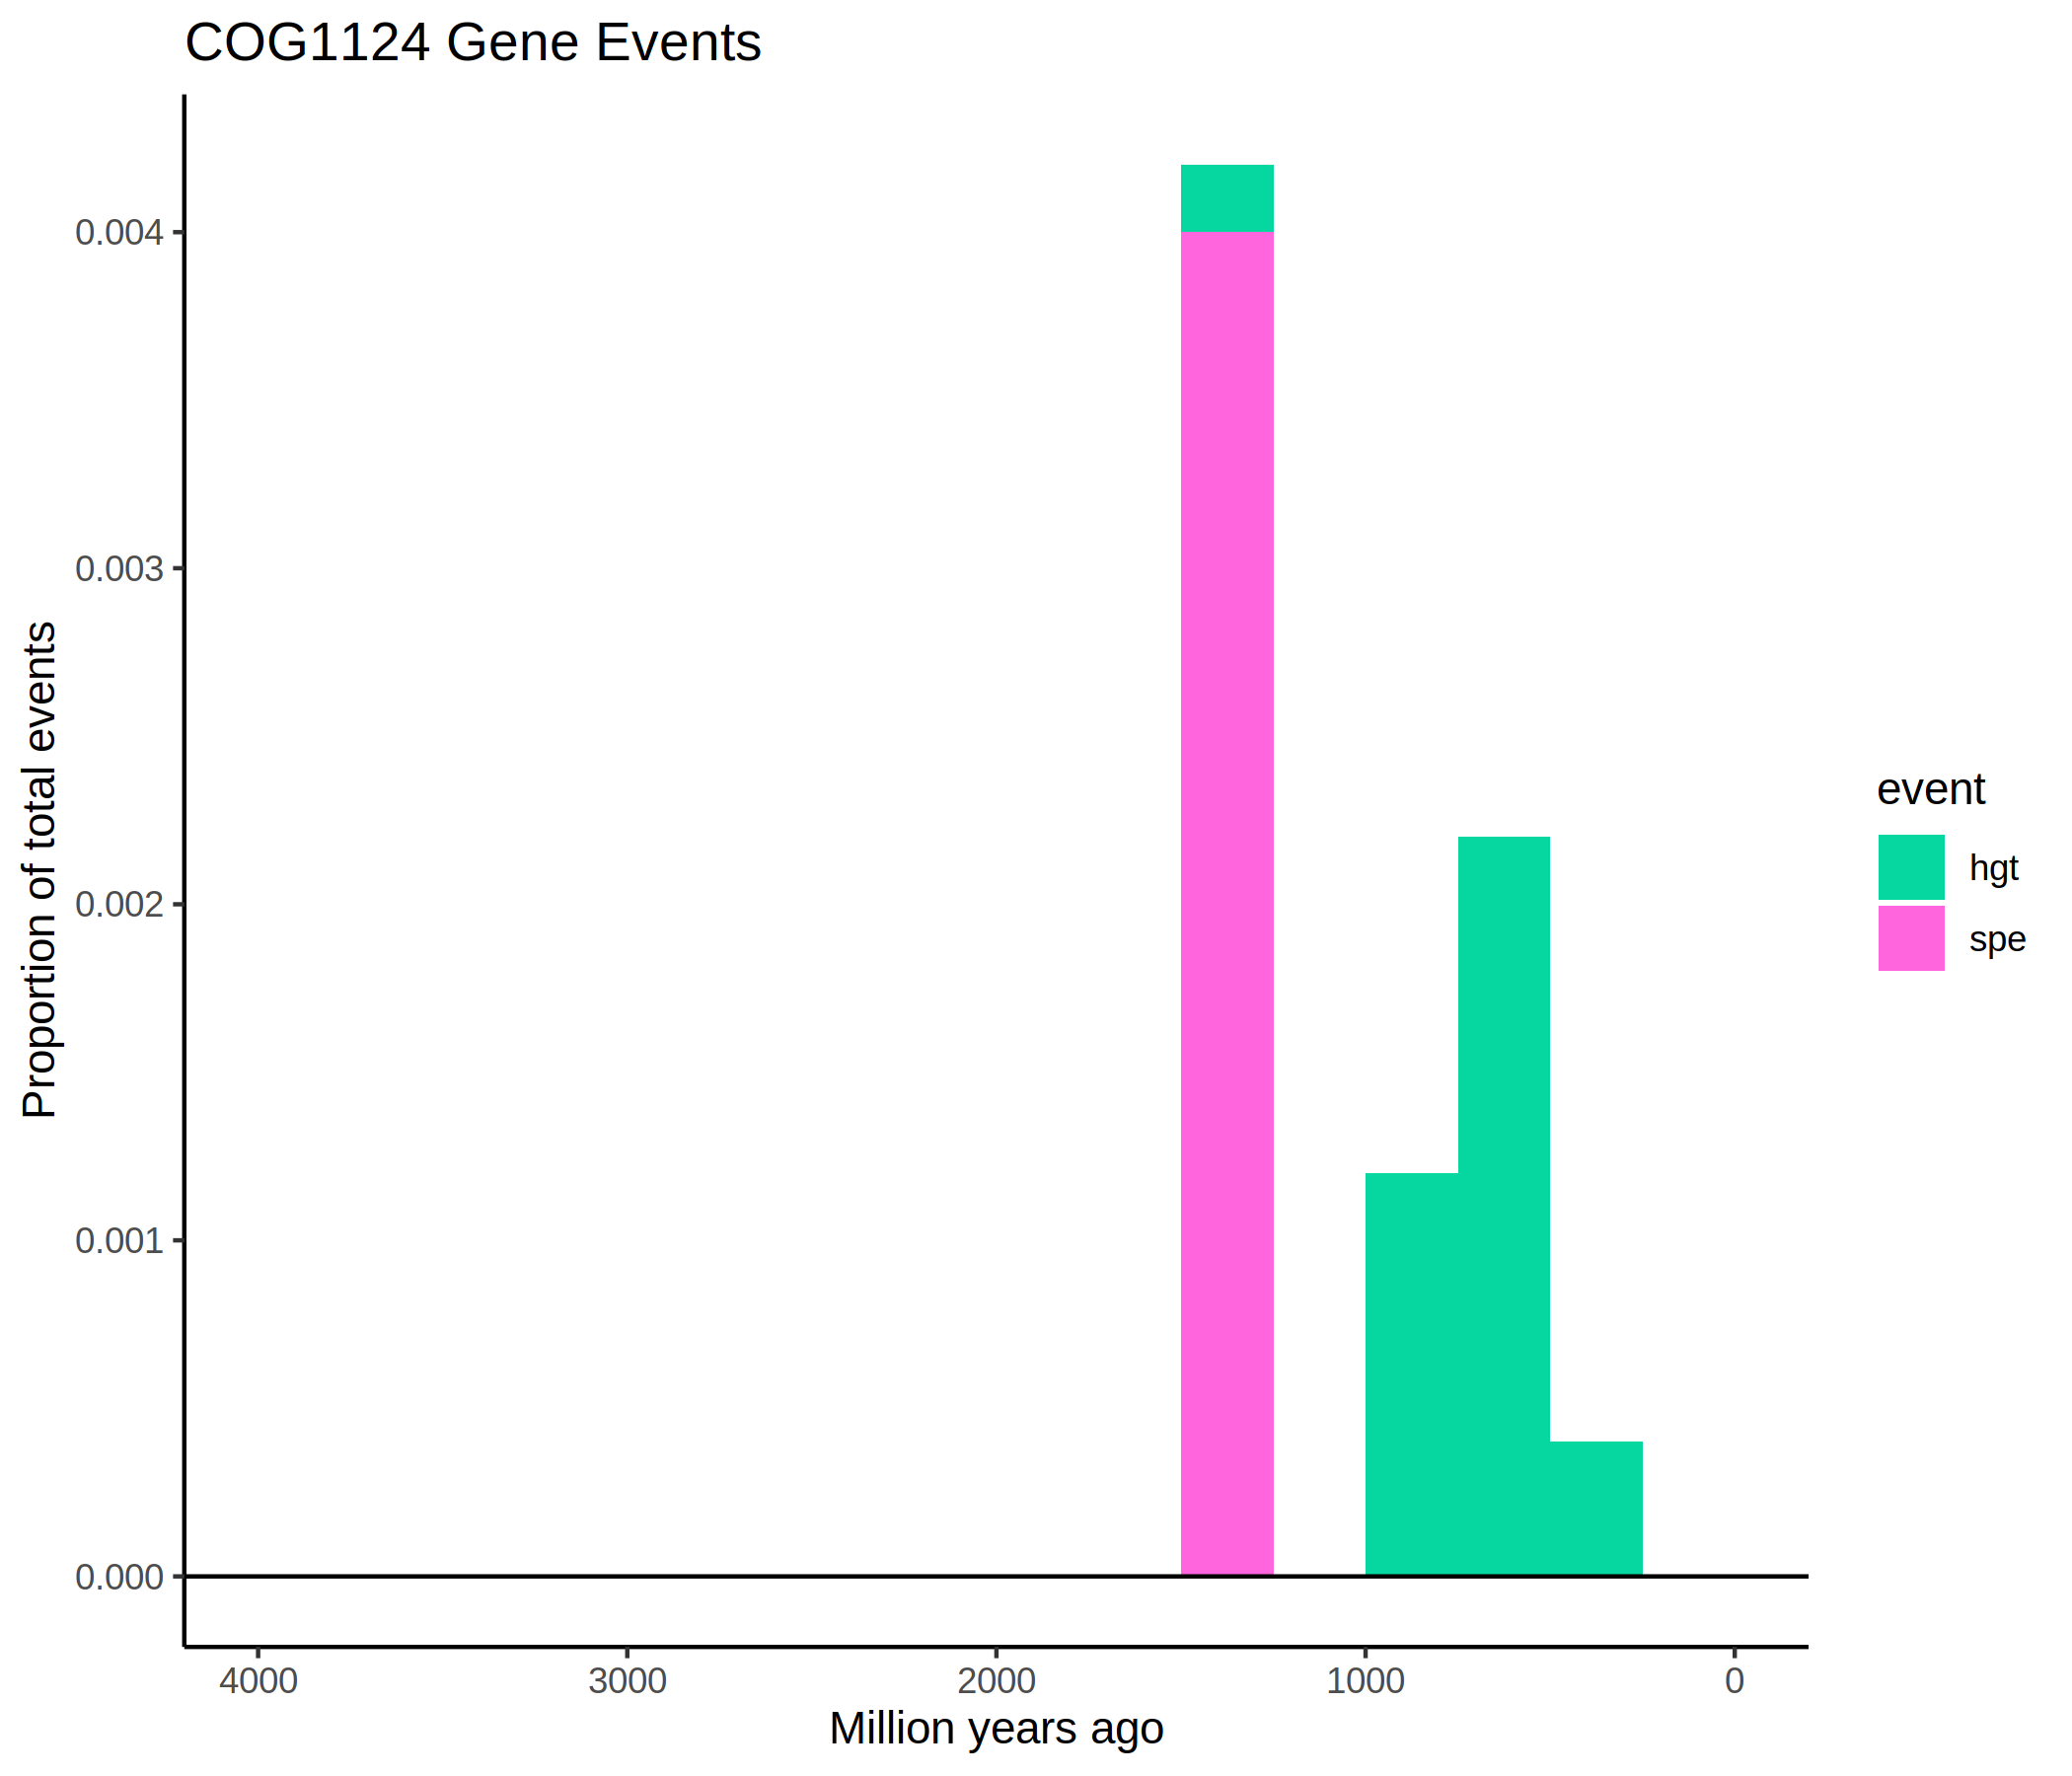 COG1124 Gene Events
Proportion of total events
0.004
0.003
0.002
0.001
0.000
4000 3000 2000 1000 0
Million years ago
event
hgt
spe